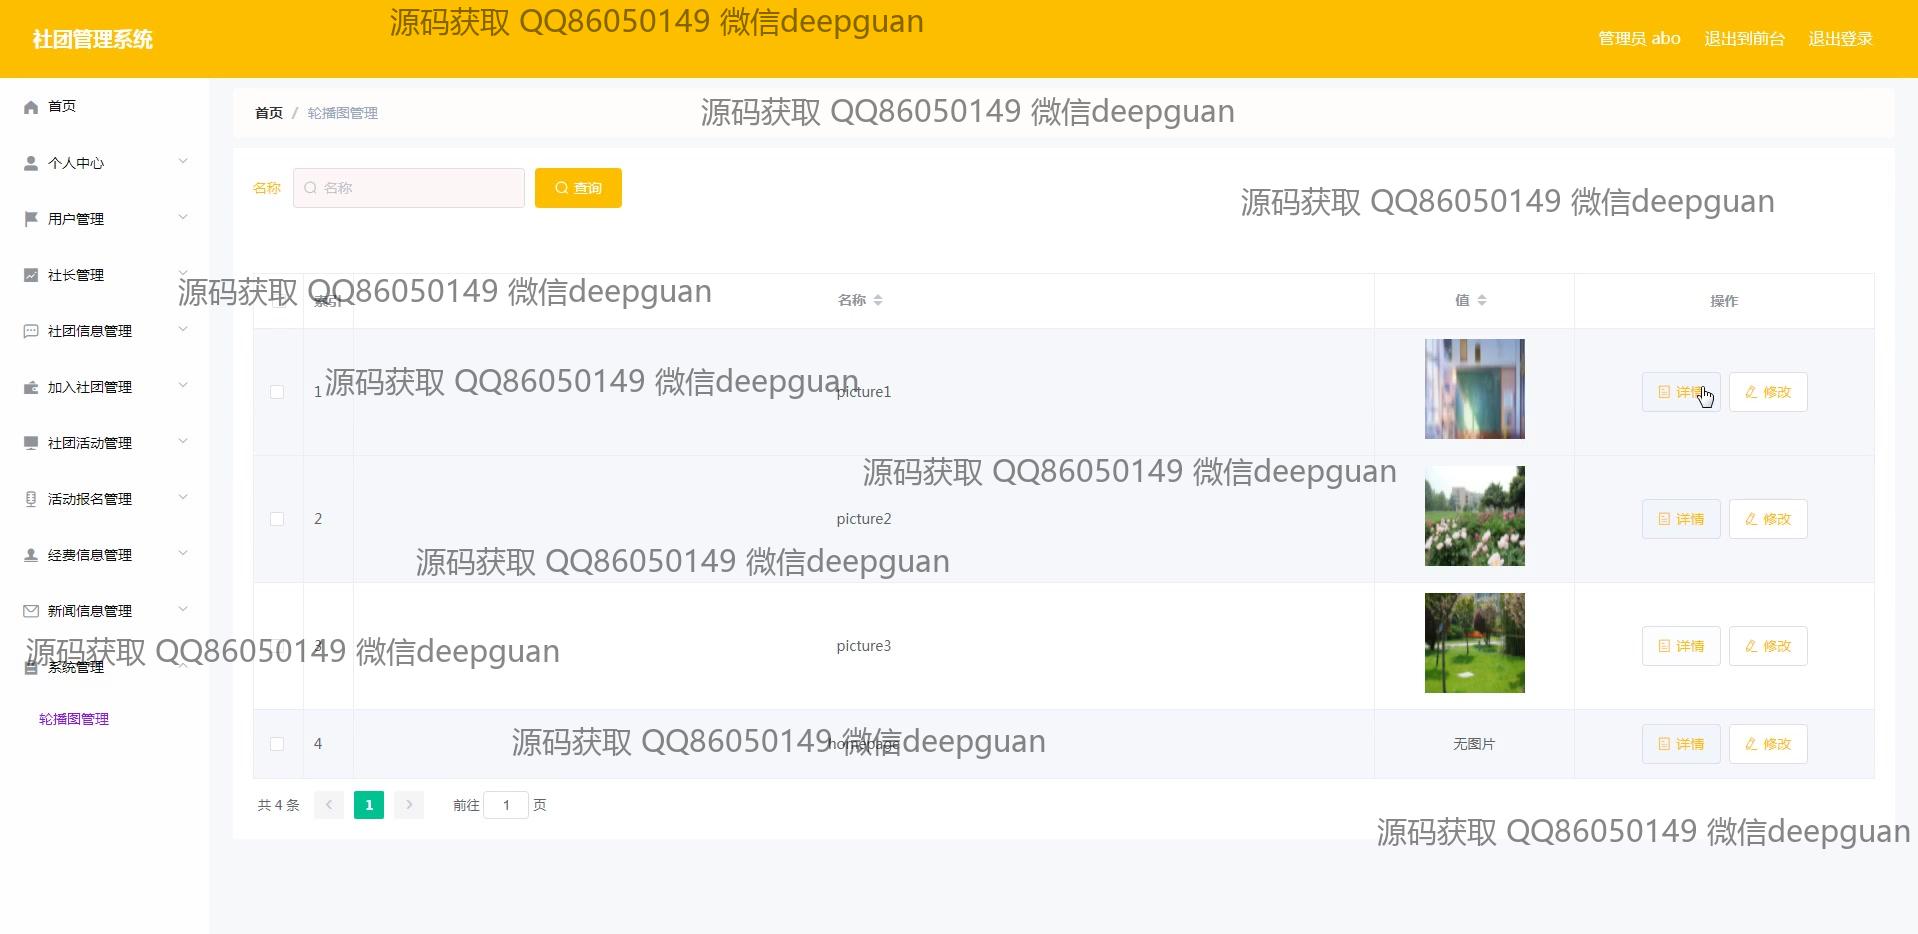 源码获取 QQ86050149 微信deepguan
社团管理系统
管理员 abo 退出到前台 退出登录
首页
个人中心
用户管理
社长管理
社团信息管理
加入社团管理
社团活动管理
活动报名管理
经费信息管理
新闻信息管理
系统管理
轮播图管理
首页 / 轮播图管理
源码获取 QQ86050149 微信deepguan
名称 名称 查询
源码获取 QQ86050149 微信deepguan
源码获取 QQ86050149 微信deepguan
索引 名称 值 操作
源码获取 QQ86050149 微信deepguan
1 picture1 详情 修改
源码获取 QQ86050149 微信deepguan
2 picture2 详情 修改
源码获取 QQ86050149 微信deepguan
源码获取 QQ86050149 微信deepguan
3 picture3 详情 修改
源码获取 QQ86050149 微信deepguan
4 homepage 无图片 详情 修改
共 4 条 1 前往 1 页
源码获取 QQ86050149 微信deepguan